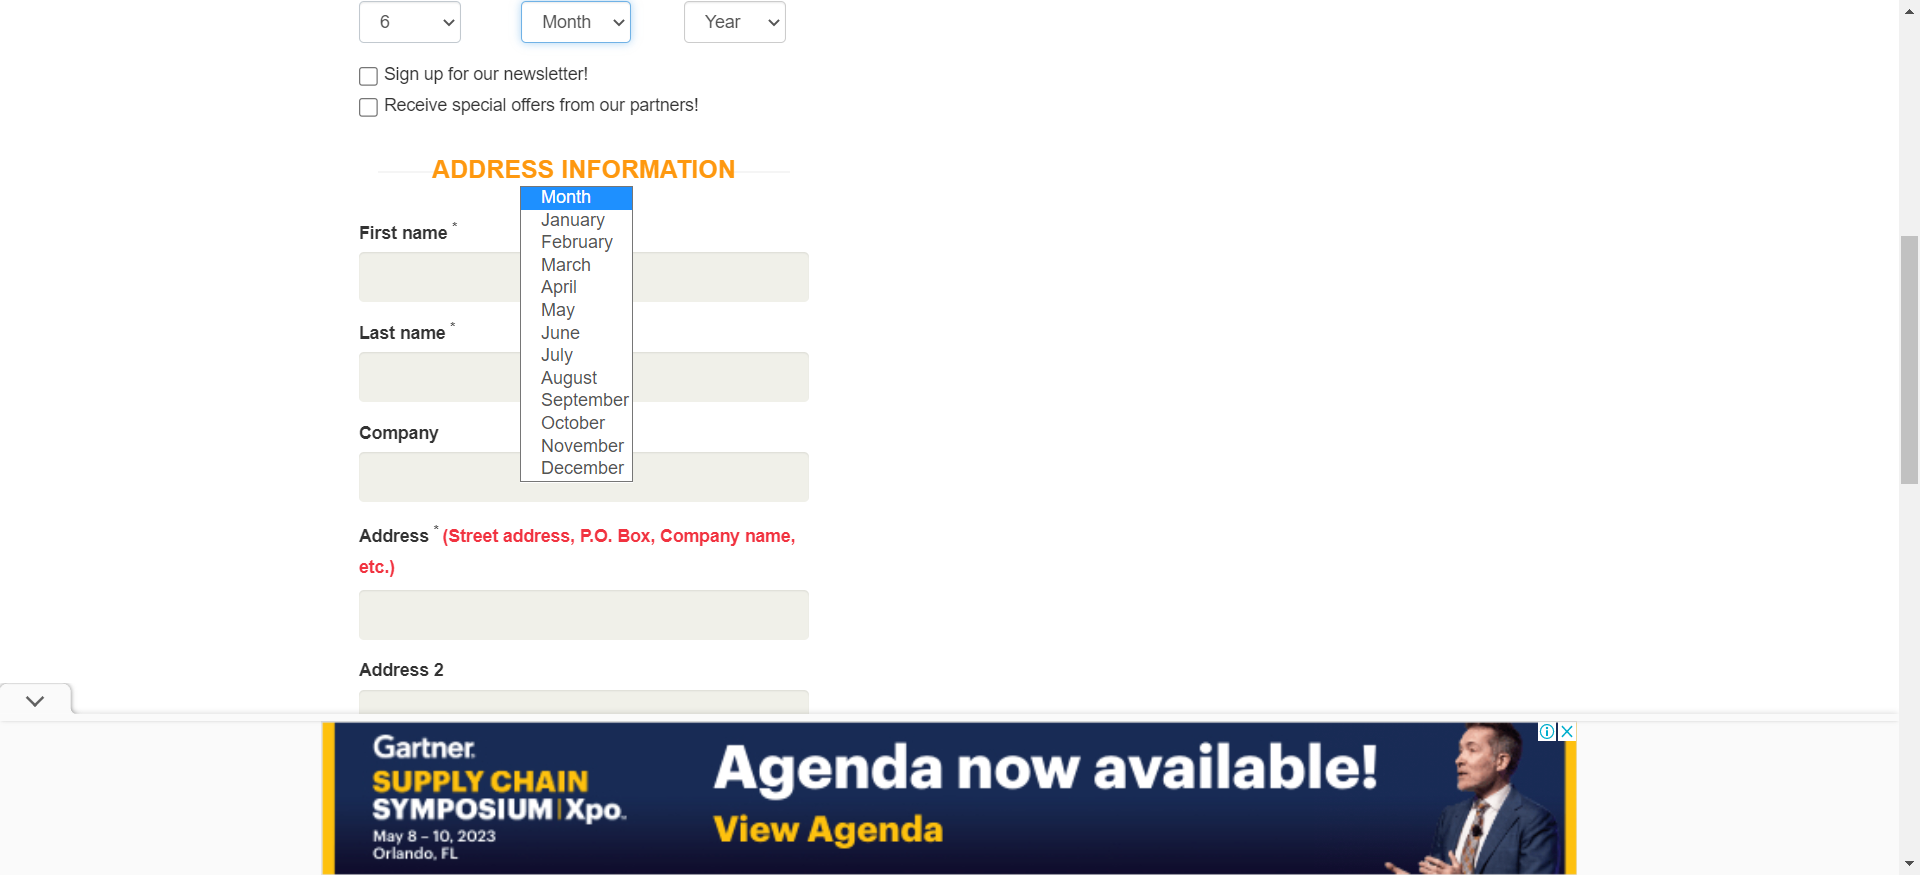 6 Month Year
Sign up for our newsletter!
Receive special offers from our partners!
ADDRESS INFORMATION
Month
January
February
March
April
May
June
July
August
September
October
November
December
First name *
Last name *
Company
Address * (Street address, P.O. Box, Company name,
etc.)
Address 2
Gartner.
SUPPLY CHAIN
SYMPOSIUM | Xpo.
May 8 – 10, 2023
Orlando, FL
Agenda now available!
View Agenda